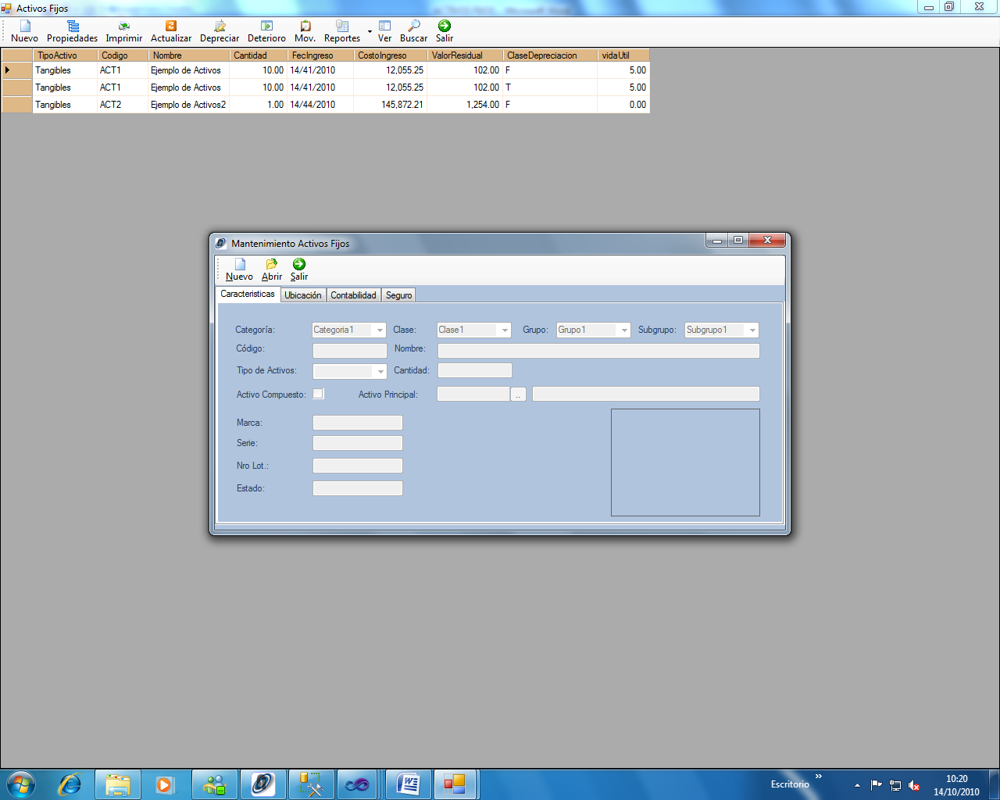 Activos Fijos
Nuevo Propiedades Imprimir Actualizar Depreciar Deterioro Mov. Reportes Ver Buscar Salir
TipoActivo Codigo Nombre Cantidad FecIngreso CostoIngreso ValorResidual ClaseDepreciacion vidaUtil
Tangibles ACT1 Ejemplo de Activos 10.00 14/41/2010 12,055.25 102.00 F 5.00
Tangibles ACT1 Ejemplo de Activos 10.00 14/41/2010 12,055.25 102.00 T 5.00
Tangibles ACT2 Ejemplo de Activos2 1.00 14/44/2010 145,872.21 1,254.00 F 0.00
Mantenimiento Activos Fijos
Nuevo Abrir Salir
Caracteristicas Ubicación Contabilidad Seguro
Categoría: Categoria1 Clase: Clase1 Grupo: Grupo1 Subgrupo: Subgrupo1
Código: Nombre:
Tipo de Activos: Cantidad:
Activo Compuesto: Activo Principal: ..
Marca:
Serie:
Nro Lot.:
Estado:
Escritorio »
10:20
14/10/2010